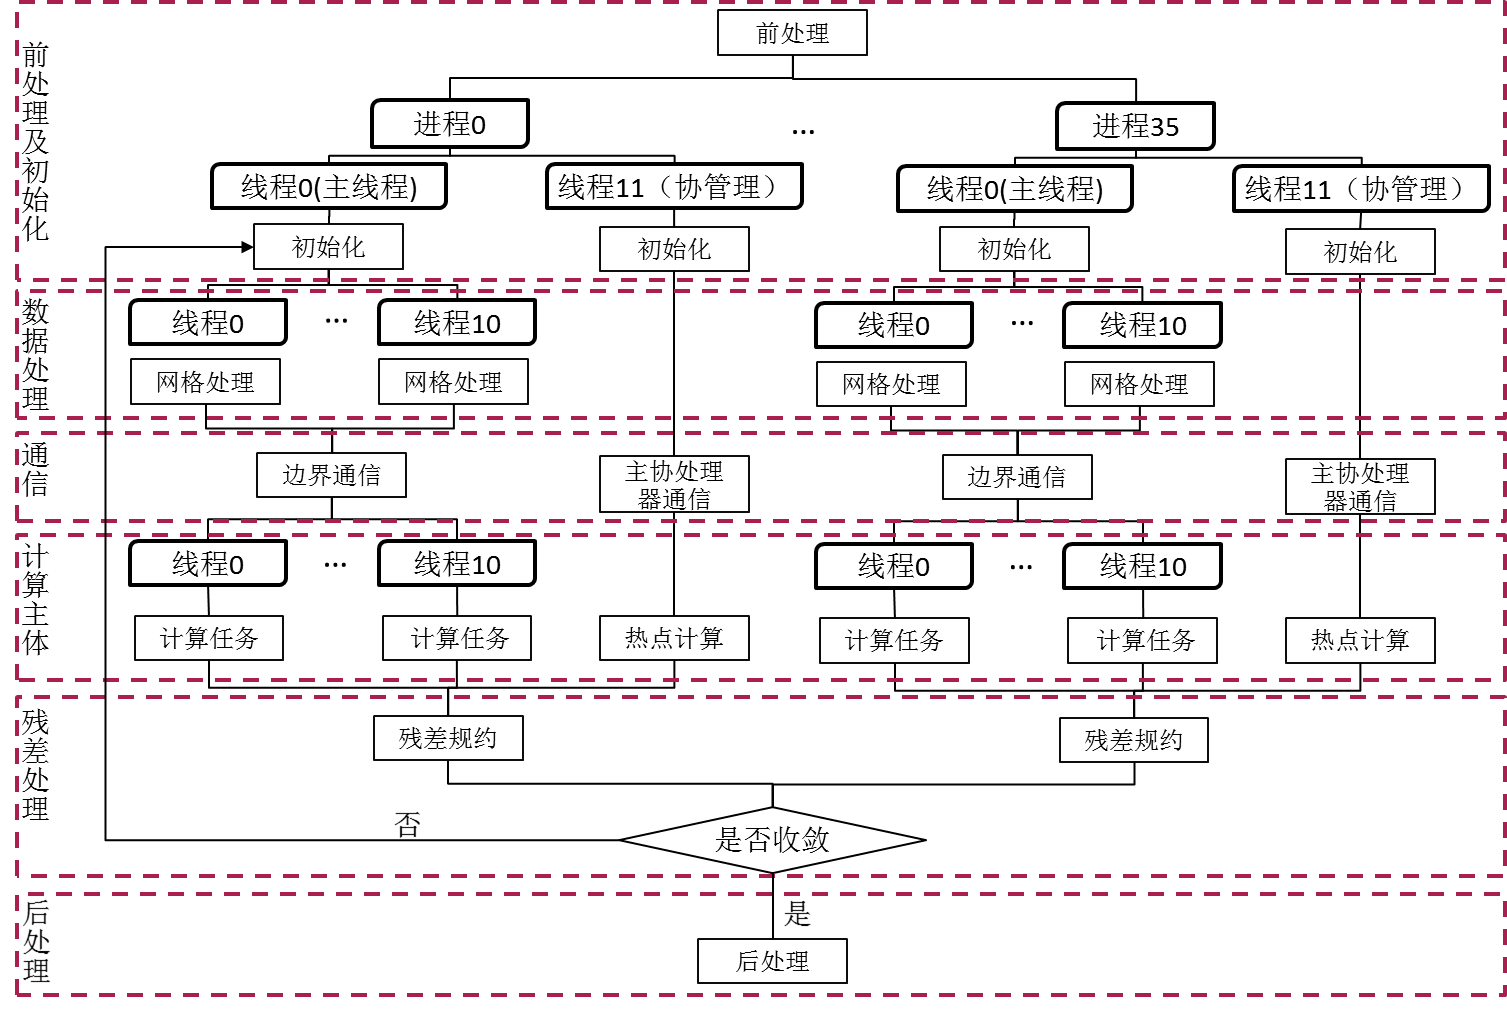 前处理及初始化
前处理
进程0
...
进程35
线程0(主线程)
线程11（协管理）
线程0(主线程)
线程11（协管理）
初始化
初始化
初始化
初始化
数据处理
线程0
...
线程10
线程0
...
线程10
网格处理
网格处理
网格处理
网格处理
通信
边界通信
主协处理
器通信
边界通信
主协处理
器通信
计算主体
线程0
...
线程10
线程0
...
线程10
计算任务
计算任务
热点计算
计算任务
计算任务
热点计算
残差处理
残差规约
残差规约
否
是否收敛
后处理
是
后处理